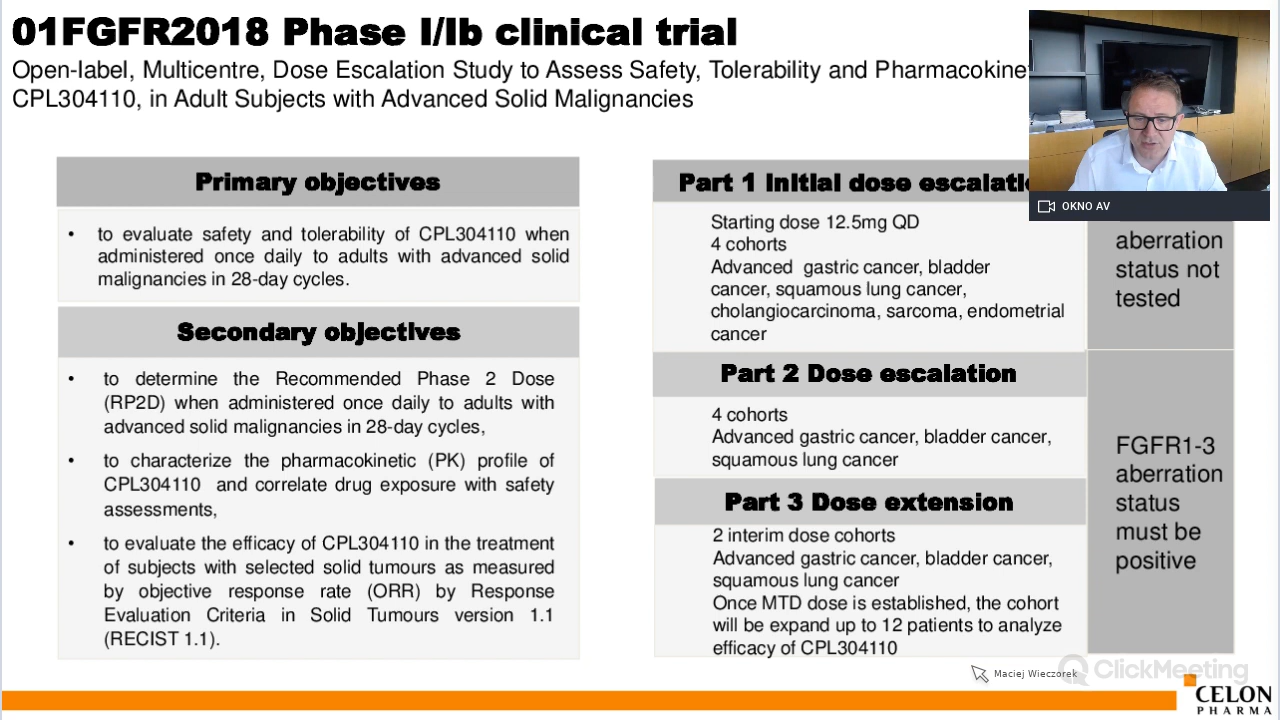 01FGFR2018 Phase I/Ib clinical trial
Open-label, Multicentre, Dose Escalation Study to Assess Safety, Tolerability and Pharmacokine
CPL304110, in Adult Subjects with Advanced Solid Malignancies
Primary objectives
• to evaluate safety and tolerability of CPL304110 when
administered once daily to adults with advanced solid
malignancies in 28-day cycles.
Secondary objectives
• to determine the Recommended Phase 2 Dose
(RP2D) when administered once daily to adults with
advanced solid malignancies in 28-day cycles,
• to characterize the pharmacokinetic (PK) profile of
CPL304110 and correlate drug exposure with safety
assessments,
• to evaluate the efficacy of CPL304110 in the treatment
of subjects with selected solid tumours as measured
by objective response rate (ORR) by Response
Evaluation Criteria in Solid Tumours version 1.1
(RECIST 1.1).
Part 1 Initial dose escalati
Starting dose 12.5mg QD
4 cohorts
Advanced gastric cancer, bladder
cancer, squamous lung cancer,
cholangiocarcinoma, sarcoma, endometrial
cancer
Part 2 Dose escalation
4 cohorts
Advanced gastric cancer, bladder cancer,
squamous lung cancer
Part 3 Dose extension
2 interim dose cohorts
Advanced gastric cancer, bladder cancer,
squamous lung cancer
Once MTD dose is established, the cohort
will be expand up to 12 patients to analyze
efficacy of CPL304110
OKNO AV
aberration
status not
tested
FGFR1-3
aberration
status
must be
positive
Maciej Wieczorek
ClickMeeting
CELON
PHARMA